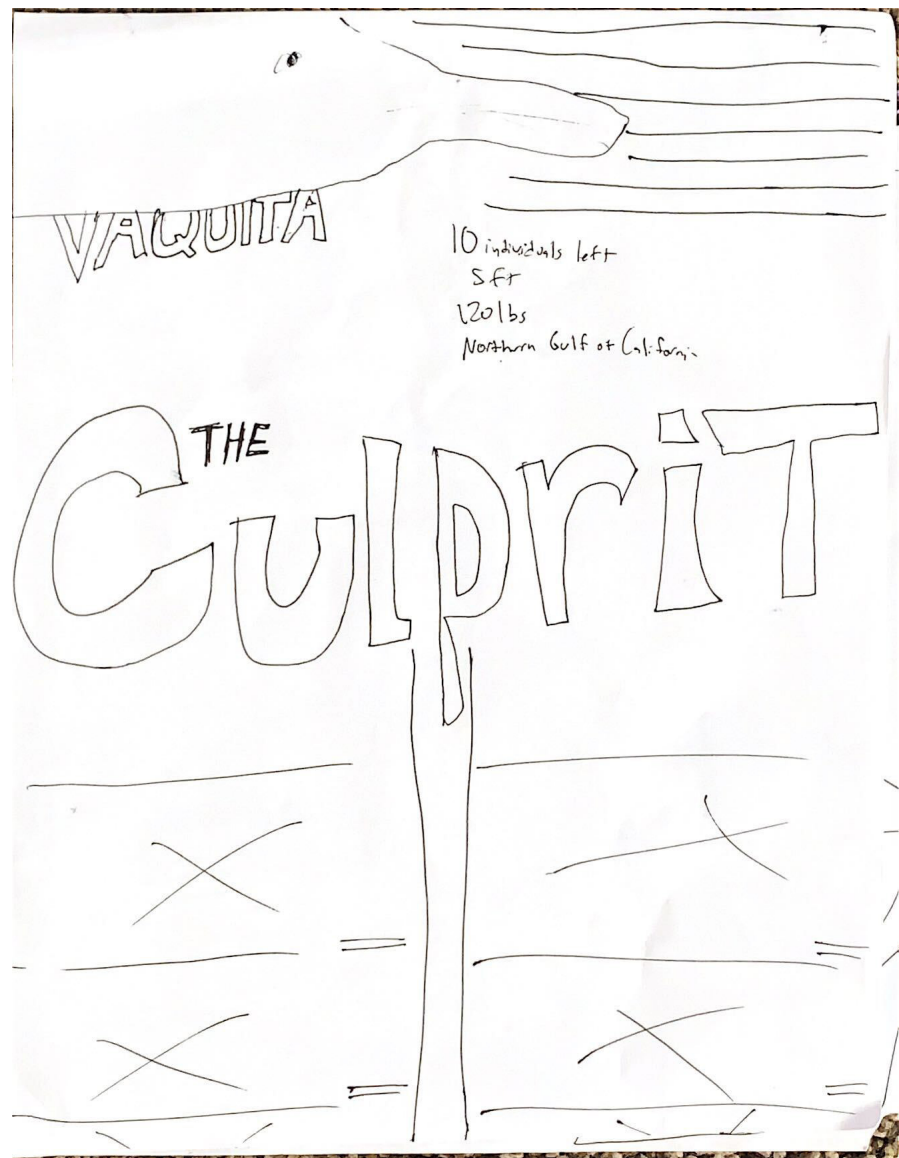 VAQUITA
10 individuals left
5ft
120lbs
Northern Gulf of California
THE
CulpriT